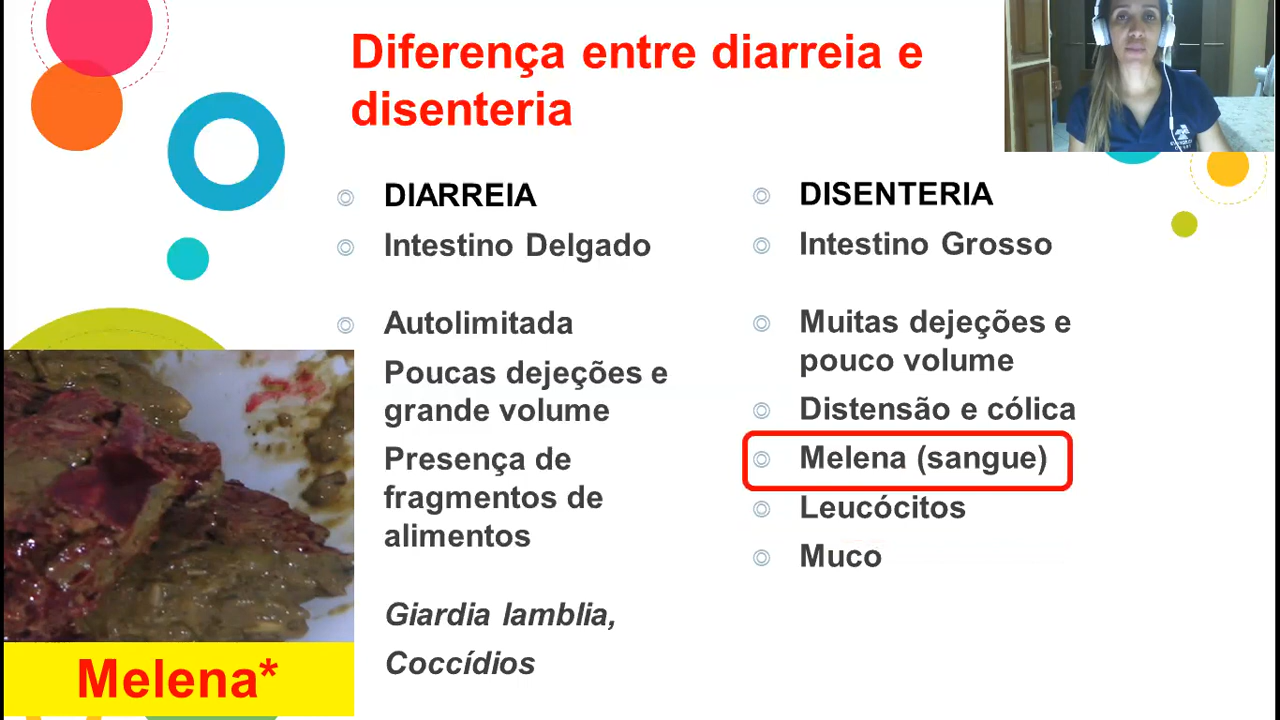 Diferença entre diarreia e
disenteria
DIARREIA
Intestino Delgado
Autolimitada
Poucas dejeções e
grande volume
Presença de
fragmentos de
alimentos
Giardia lamblia,
Coccídios
DISENTERIA
Intestino Grosso
Muitas dejeções e
pouco volume
Distensão e cólica
Melena (sangue)
Leucócitos
Muco
Melena*